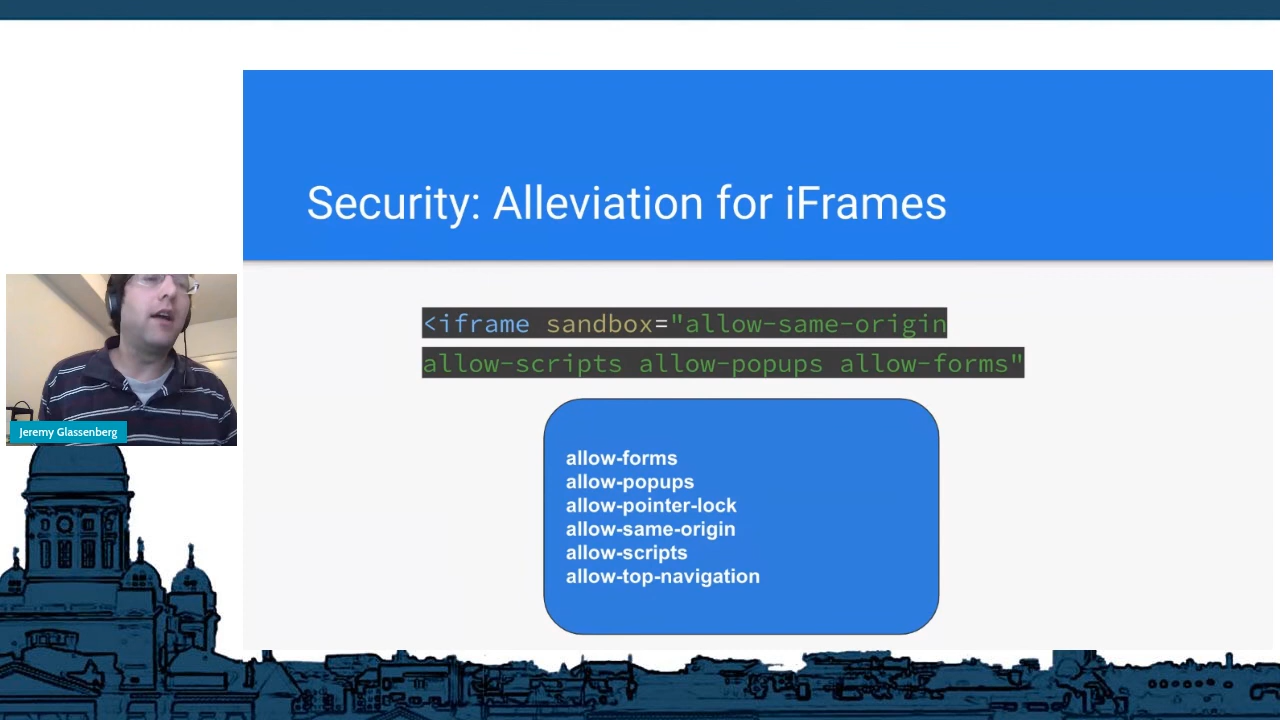 Security: Alleviation for iFrames
<iframe sandbox="allow-same-origin
allow-scripts allow-popups allow-forms"
allow-forms
allow-popups
allow-pointer-lock
allow-same-origin
allow-scripts
allow-top-navigation
Jeremy Glassenberg